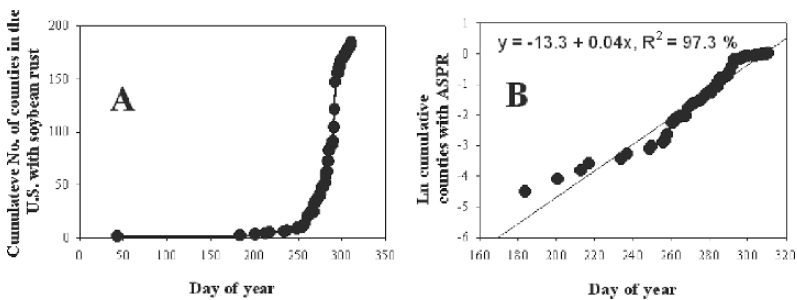 Cumulateve No. of counties in the
U.S. with soybean rust
200
150
100
50
0
A
0 50 100 150 200 250 300 350
Day of year
Ln cumulative
counties with ASPR
1
0
-1
-2
-3
-4
-5
-6
y = -13.3 + 0.04x, R² = 97.3 %
B
160 180 200 220 240 260 280 300 320
Day of year